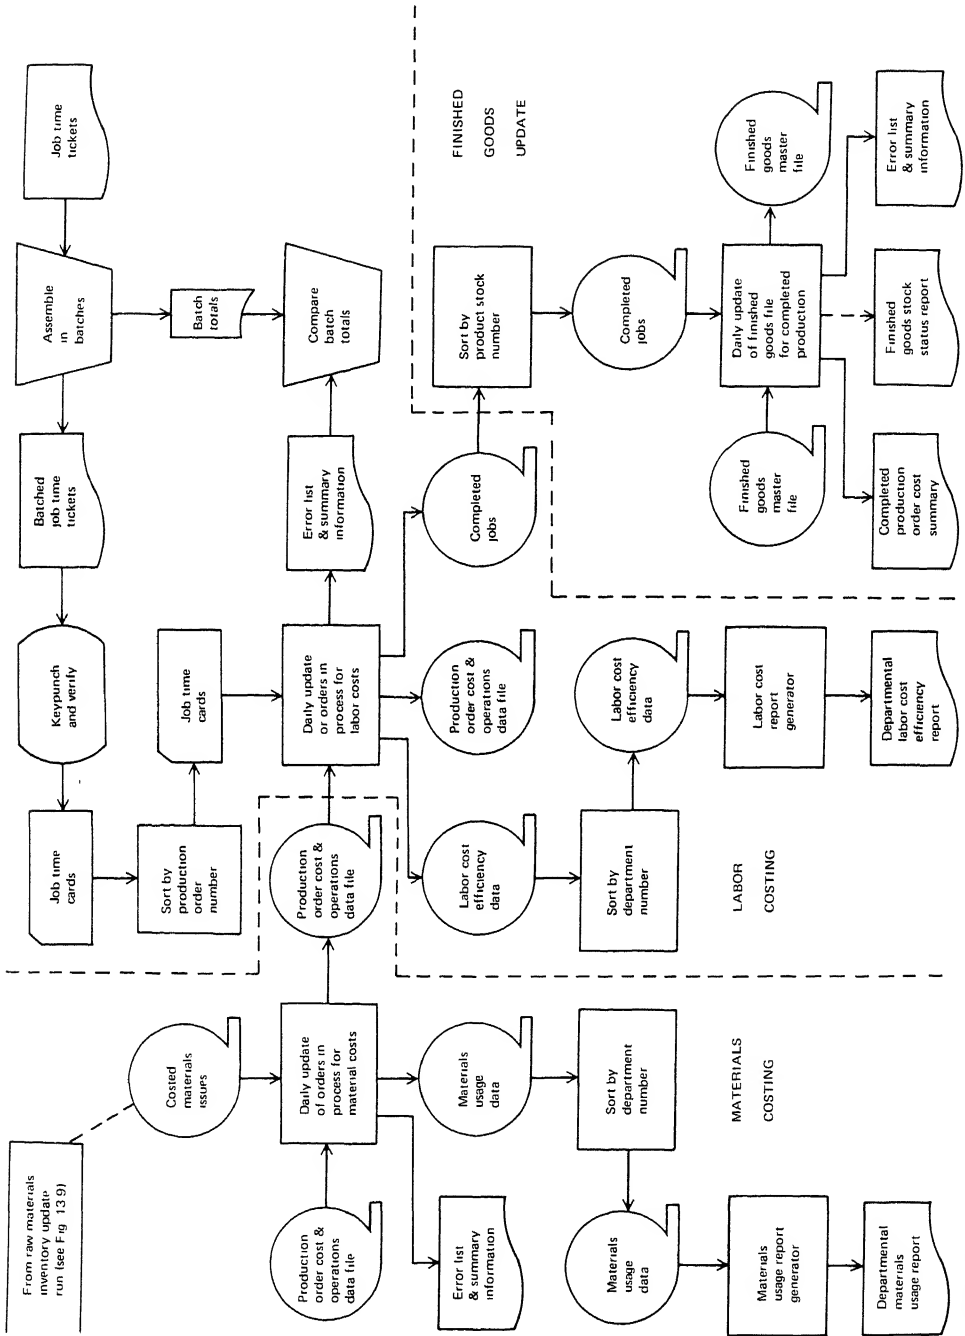 From raw materials
inventory update
run (see Fig 13 9)
Costed
materials
issues
Production
order cost &
operations
data file
Daily update
of orders in
process for
material costs
Error list
& summary
information
Materials
usage
data
Sort by
department
number
Materials
usage
data
Materials
usage report
generator
Departmental
materials
usage report
MATERIALS
COSTING
Job time
tickets
Assemble
in
batches
Batch
totals
Compare
batch
totals
Batched
job time
tickets
Keypunch
and verify
Job time
cards
Sort by
production
order
number
Job time
cards
Production
order cost &
operations
data file
Daily update
or orders in
process for
labor costs
Error list
& summary
information
Labor cost
efficiency
data
Production
order cost &
operations
data file
Completed
jobs
Sort by
department
number
Labor cost
efficiency
data
Labor cost
report
generator
Departmental
labor cost
efficiency
report
LABOR
COSTING
FINISHED
GOODS
UPDATE
Sort by
product stock
number
Completed
jobs
Finished
goods
master
file
Daily update
of finished
goods file
for completed
production
Finished
goods
master
file
Completed
production
order cost
summary
Finished
goods stock
status report
Error list
& summary
information